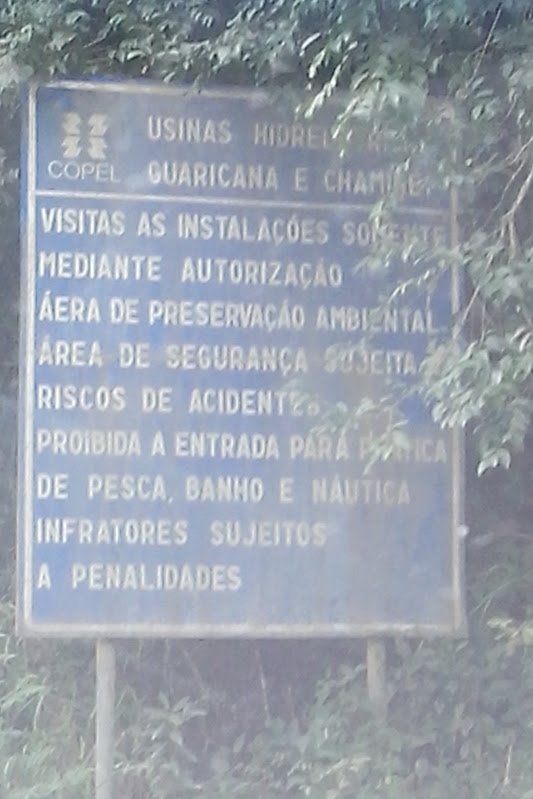 COPEL
USINAS
GUARICANA E
VISITAS AS INSTALAÇÕES SOMENTE
MEDIANTE AUTORIZAÇÃO
ÁERA DE PRESERVAÇÃO AMBIENTAL
ÁREA DE SEGURANÇA SUJEITA A
RISCOS DE ACIDENTES
PROIBIDA A ENTRADA PARA PRÁTICA
DE PESCA, BANHO E NÁUTICA
INFRATORES SUJEITOS
A PENALIDADES